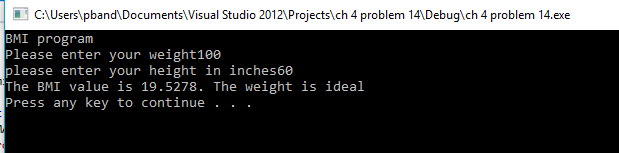 C:\Users\pband\Documents\Visual Studio 2012\Projects\ch 4 problem 14\Debug\ch 4 problem 14.exe
BMI program
Please enter your weight100
please enter your height in inches60
The BMI value is 19.5278. The weight is ideal
Press any key to continue . . .